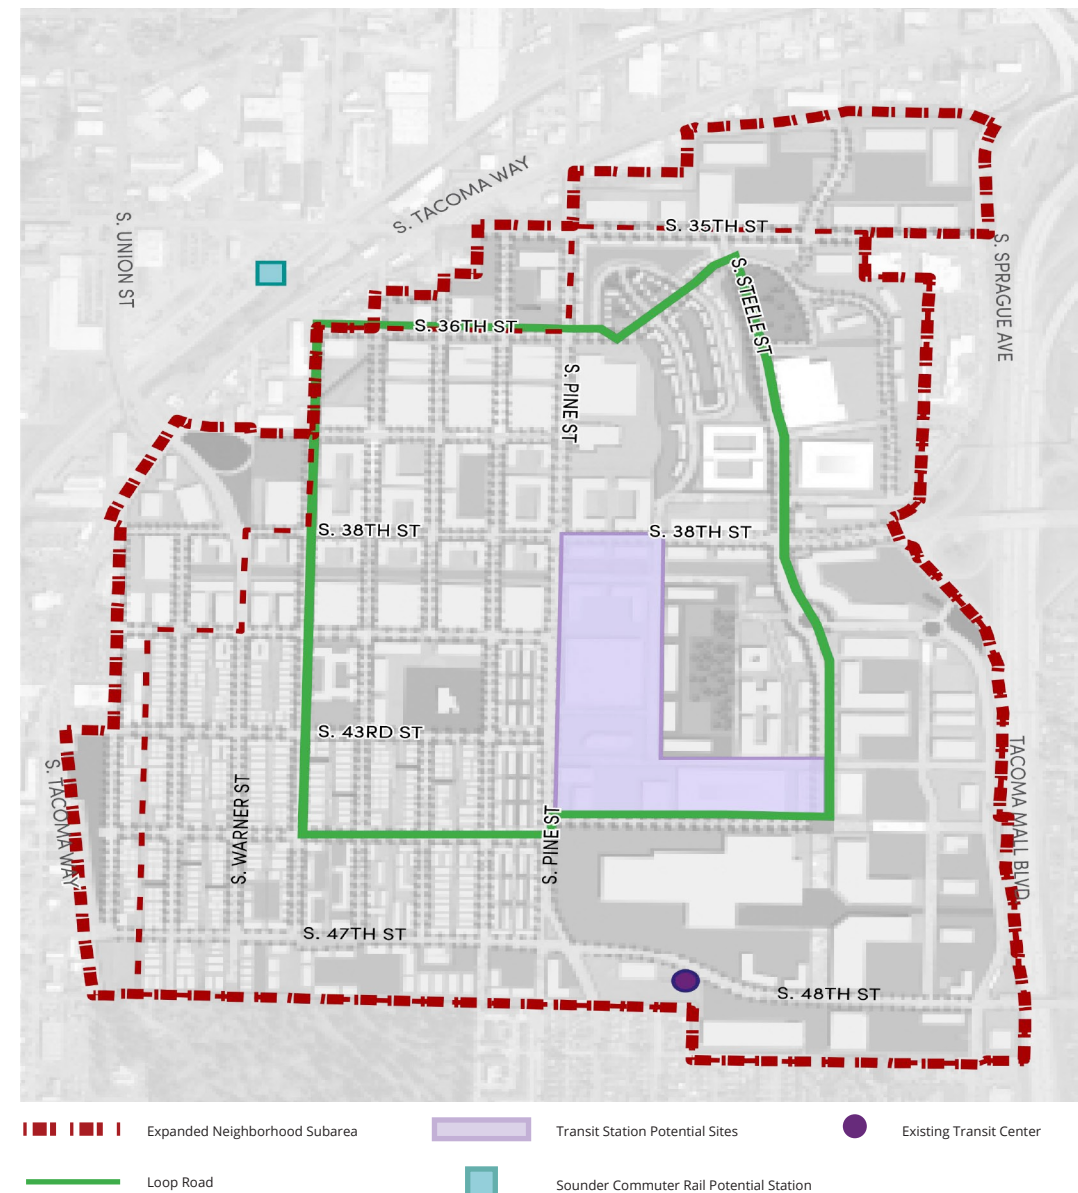 S. TACOMA WAY
S. UNION ST
S. 35TH ST
S. SPRAGUE AVE
S. STEELE ST
S. 36TH ST
S. PINE ST
S. 38TH ST
S. 38TH ST
S. 43RD ST
S. TACOMA WAY
S. WARNER ST
S. PINE ST
TACOMA MALL BLVD
S. 47TH ST
S. 48TH ST
Expanded Neighborhood Subarea
Transit Station Potential Sites
Existing Transit Center
Loop Road
Sounder Commuter Rail Potential Station